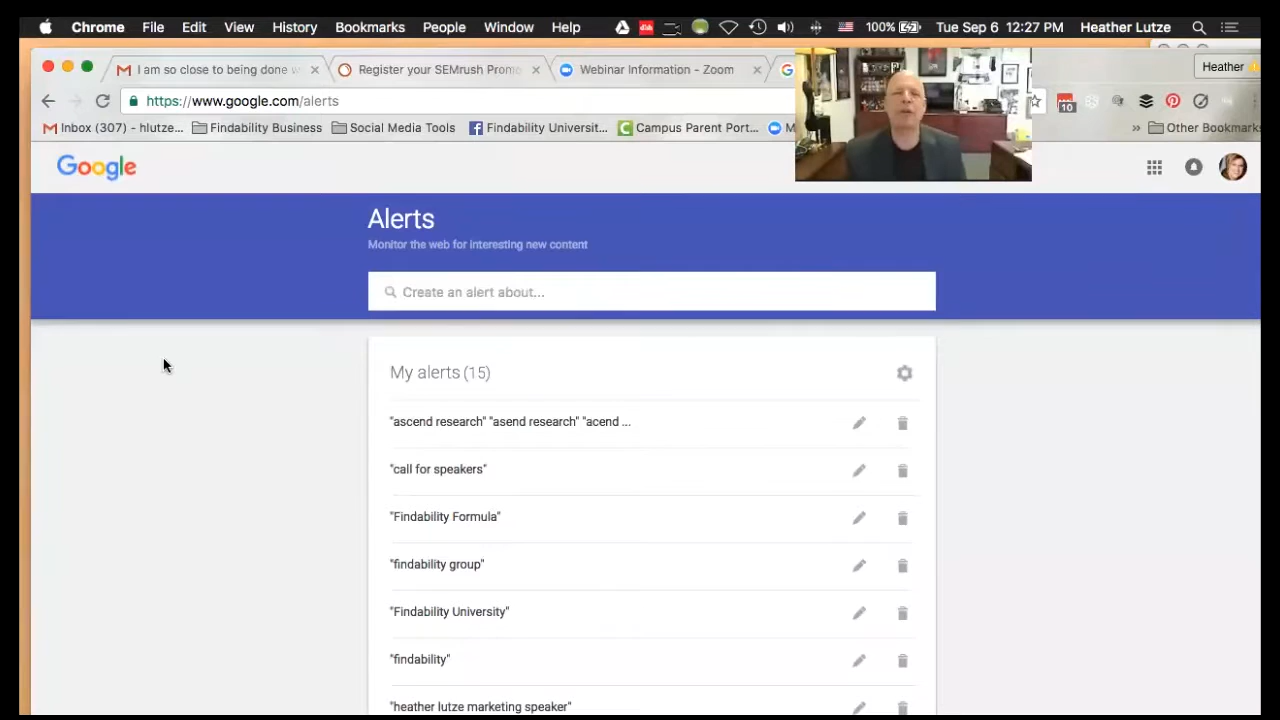 Chrome File Edit View History Bookmarks People Window Help 100% Tue Sep 6 12:27 PM Heather Lutze
I am so close to being done w
Register your SEMrush Promo
Webinar Information - Zoom
Heather
https://www.google.com/alerts
10
Inbox (307) - hlutze... Findability Business Social Media Tools Findability Universit... Campus Parent Port... M » Other Bookmarks
Google
Alerts
Monitor the web for interesting new content
Create an alert about...
My alerts (15)
"ascend research" "asend research" "acend ...
"call for speakers"
"Findability Formula"
"findability group"
"Findability University"
"findability"
"heather lutze marketing speaker"